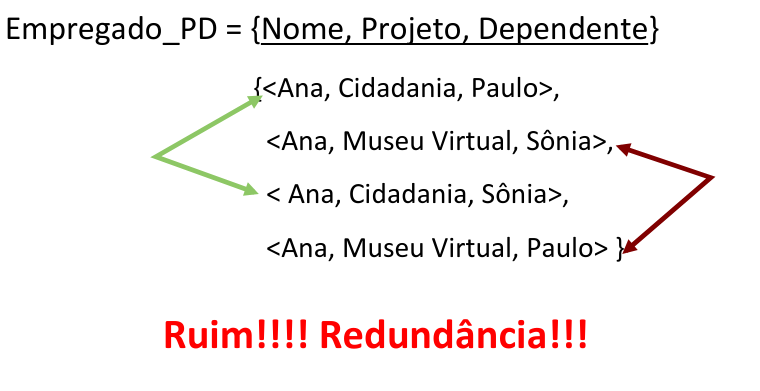 Empregado_PD = {Nome, Projeto, Dependente}
{<Ana, Cidadania, Paulo>,
<Ana, Museu Virtual, Sônia>,
< Ana, Cidadania, Sônia>,
<Ana, Museu Virtual, Paulo> }
Ruim!!!! Redundância!!!